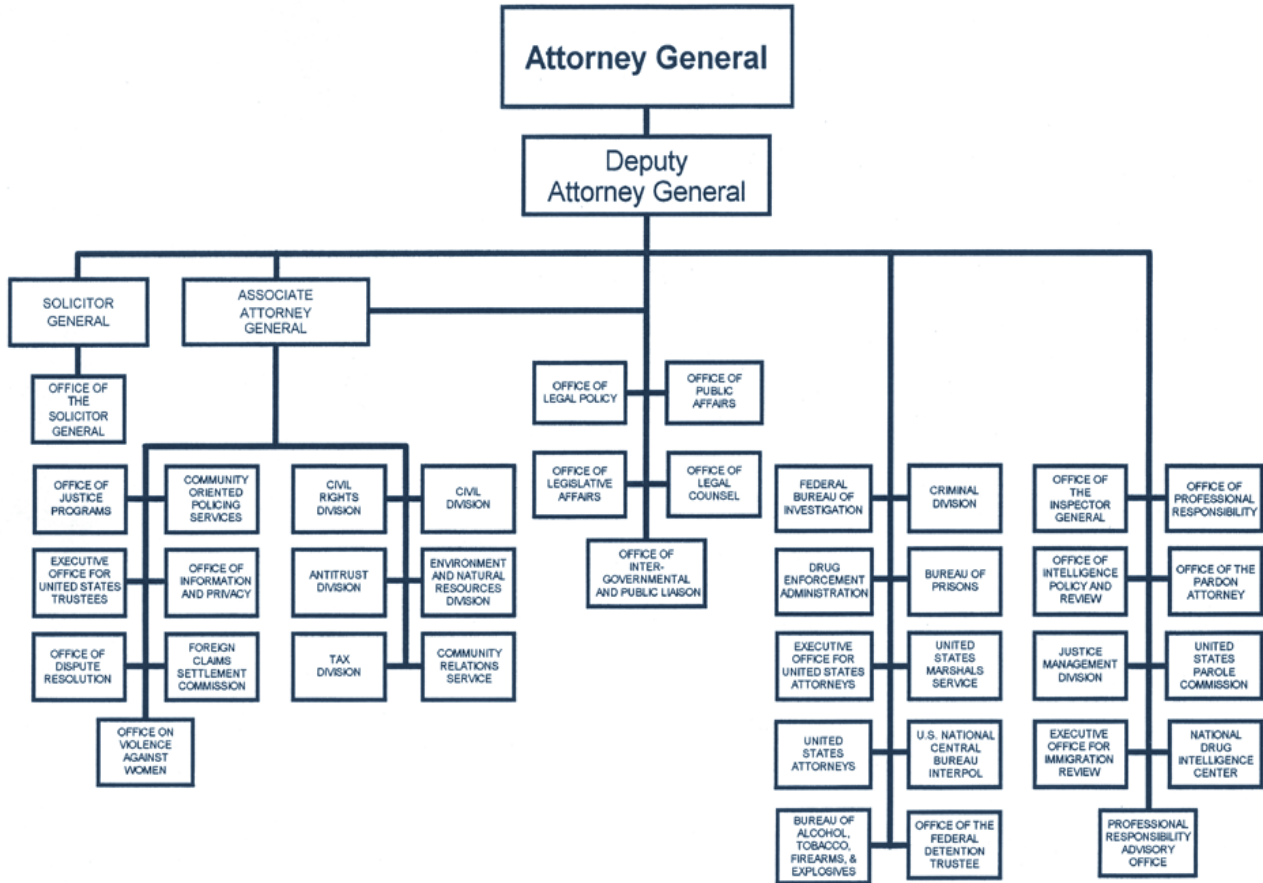 Attorney General
Deputy
Attorney General
SOLICITOR
GENERAL
ASSOCIATE
ATTORNEY
GENERAL
OFFICE OF
THE
SOLICITOR
GENERAL
OFFICE OF
JUSTICE
PROGRAMS
COMMUNITY
ORIENTED
POLICING
SERVICES
EXECUTIVE
OFFICE FOR
UNITED STATES
TRUSTEES
OFFICE OF
INFORMATION
AND PRIVACY
OFFICE OF
DISPUTE
RESOLUTION
FOREIGN
CLAIMS
SETTLEMENT
COMMISSION
OFFICE ON
VIOLENCE
AGAINST
WOMEN
CIVIL
RIGHTS
DIVISION
CIVIL
DIVISION
ANTITRUST
DIVISION
ENVIRONMENT
AND NATURAL
RESOURCES
DIVISION
TAX
DIVISION
COMMUNITY
RELATIONS
SERVICE
OFFICE OF
LEGAL POLICY
OFFICE OF
PUBLIC
AFFAIRS
OFFICE OF
LEGISLATIVE
AFFAIRS
OFFICE OF
LEGAL
COUNSEL
OFFICE OF
INTER-
GOVERNMENTAL
AND PUBLIC LIAISON
FEDERAL
BUREAU OF
INVESTIGATION
CRIMINAL
DIVISION
DRUG
ENFORCEMENT
ADMINISTRATION
BUREAU OF
PRISONS
EXECUTIVE
OFFICE FOR
UNITED STATES
ATTORNEYS
UNITED
STATES
MARSHALS
SERVICE
UNITED
STATES
ATTORNEYS
U.S. NATIONAL
CENTRAL
BUREAU
INTERPOL
BUREAU OF
ALCOHOL,
TOBACCO,
FIREARMS, &
EXPLOSIVES
OFFICE OF THE
FEDERAL
DETENTION
TRUSTEE
OFFICE OF
THE
INSPECTOR
GENERAL
OFFICE OF
PROFESSIONAL
RESPONSIBILITY
OFFICE OF
INTELLIGENCE
POLICY AND
REVIEW
OFFICE OF THE
PARDON
ATTORNEY
JUSTICE
MANAGEMENT
DIVISION
UNITED
STATES
PAROLE
COMMISSION
EXECUTIVE
OFFICE FOR
IMMIGRATION
REVIEW
NATIONAL
DRUG
INTELLIGENCE
CENTER
PROFESSIONAL
RESPONSIBILITY
ADVISORY
OFFICE